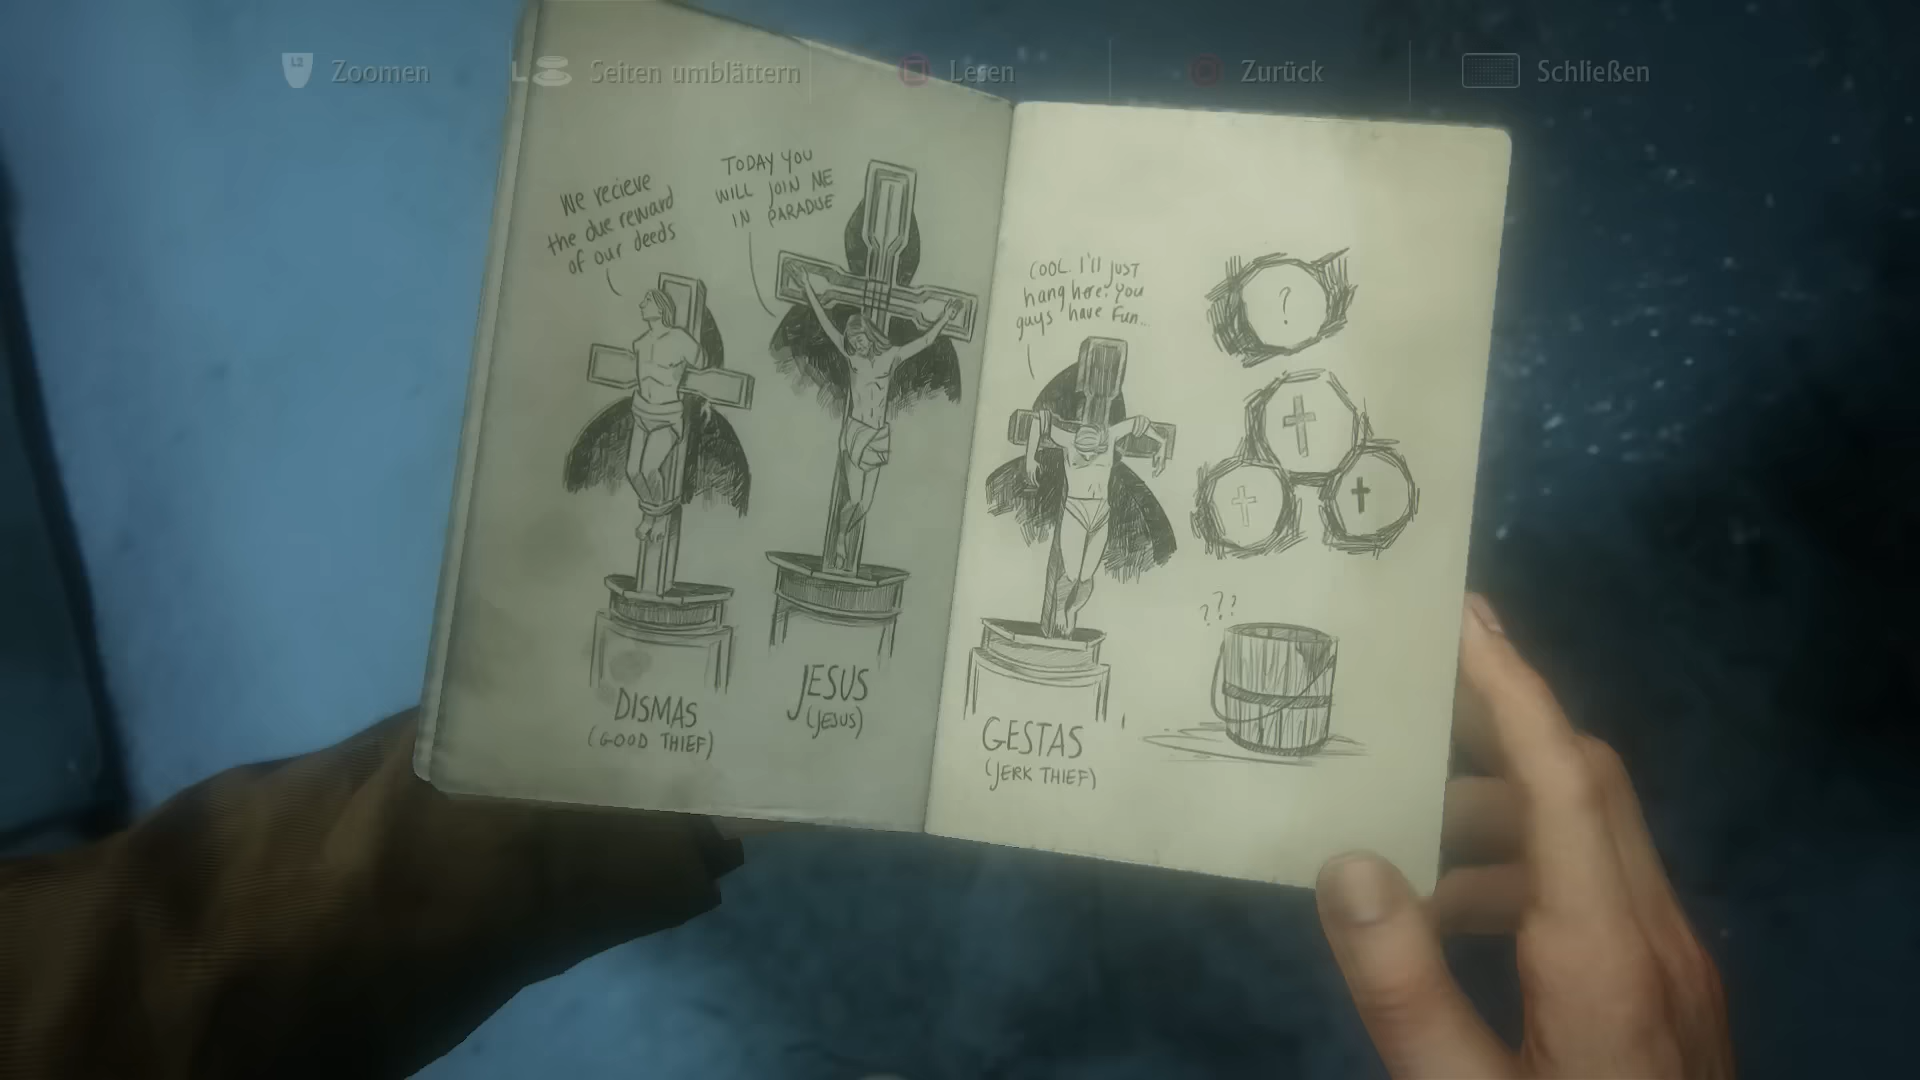 L2 Zoomen
L Seiten umblättern
Lesen
Zurück
Schließen
We recieve
the due reward
of our deeds
TODAY YOU
WILL JOIN ME
IN PARADISE
DISMAS
(GOOD THIEF)
JESUS
(JESUS)
COOL. I'll JUST
hang here. You
guys have fun...
GESTAS
(JERK THIEF)
?
???